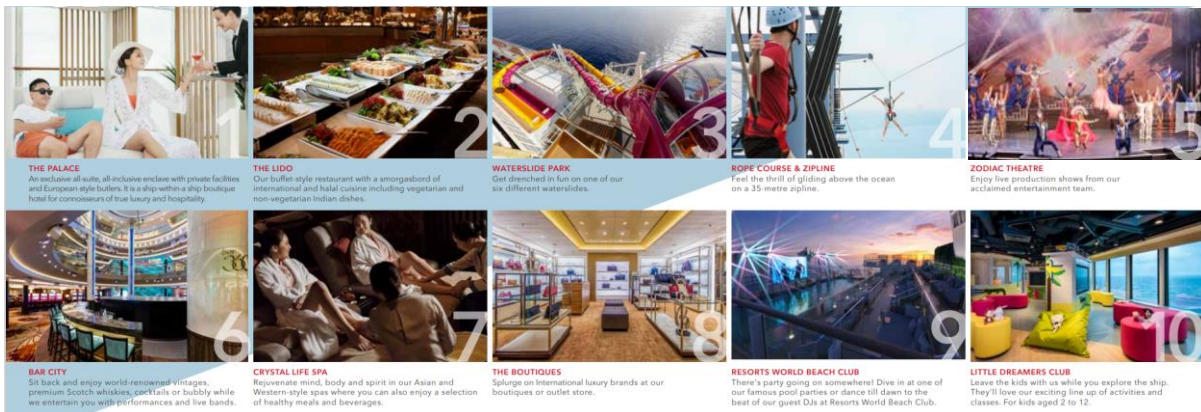 1
THE PALACE
An exclusive all-suite, all-inclusive enclave with private facilities
and European-style butlers. It is a ship-within-a ship boutique
hotel for connoisseurs of true luxury and hospitality.
2
THE LIDO
Our buffet-style restaurant with a smorgasbord of
international and halal cuisine including vegetarian and
non-vegetarian Indian dishes.
3
WATERSLIDE PARK
Get drenched in fun on one of our
six different waterslides.
4
ROPE COURSE & ZIPLINE
Feel the thrill of gliding above the ocean
on a 35-metre zipline.
5
ZODIAC THEATRE
Enjoy live production shows from our
acclaimed entertainment team.
6
BAR CITY
Sit back and enjoy world-renowned vintages,
premium Scotch whiskies, cocktails or bubbly while
we entertain you with performances and live bands.
7
CRYSTAL LIFE SPA
Rejuvenate mind, body and spirit in our Asian and
Western-style spas where you can also enjoy a selection
of healthy meals and beverages.
8
THE BOUTIQUES
Splurge on International luxury brands at our
boutiques or outlet store.
9
RESORTS WORLD BEACH CLUB
There's party going on somewhere! Dive in at one of
our famous pool parties or dance till dawn to the
beat of our guest DJs at Resorts World Beach Club.
10
LITTLE DREAMERS CLUB
Leave the kids with us while you explore the ship.
They'll love our exciting line up of activities and
classes. For kids aged 2 to 12.